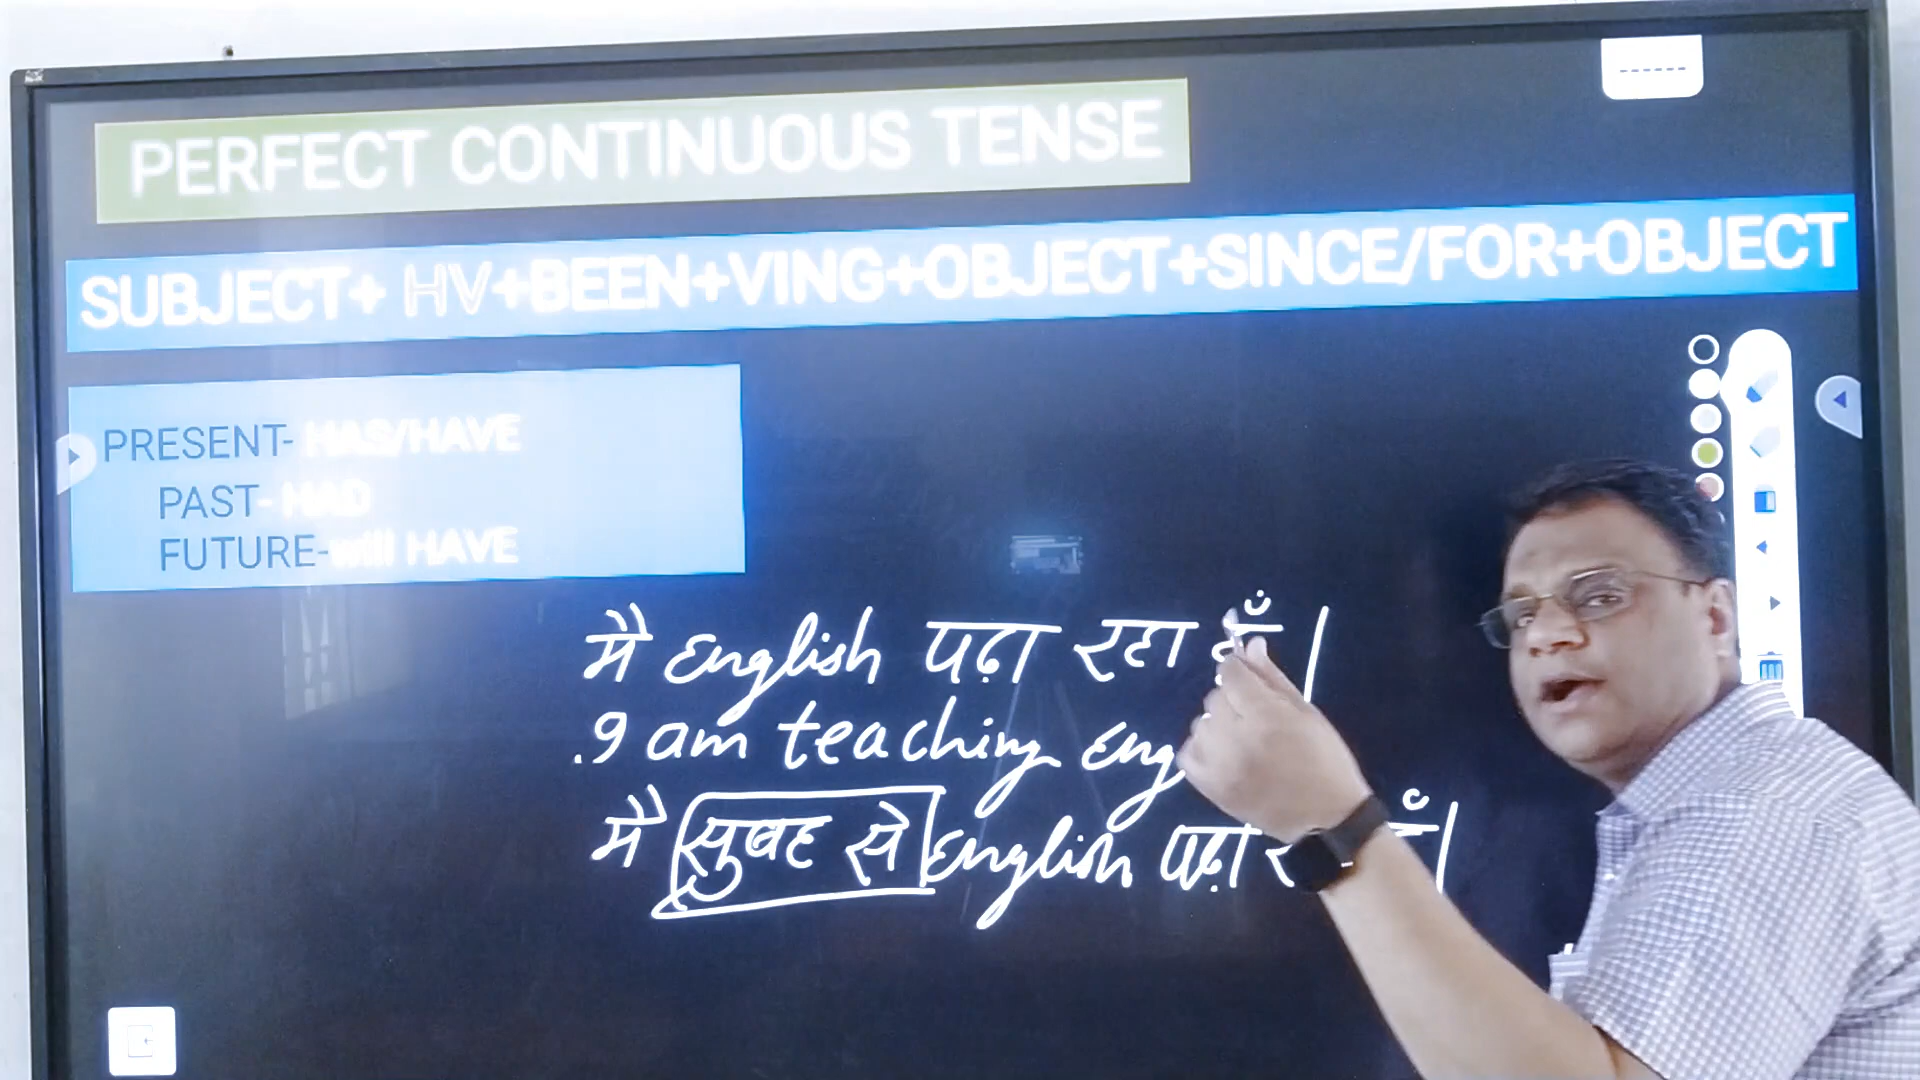 PERFECT CONTINUOUS TENSE
SUBJECT+ HV+BEEN+VING+OBJECT+SINCE/FOR+OBJECT
PRESENT- HAS/HAVE
PAST- HAD
FUTURE-will HAVE
मै English पढ़ा रहा हूँ।
.I am teaching
मै सुबह से English पढ़ा